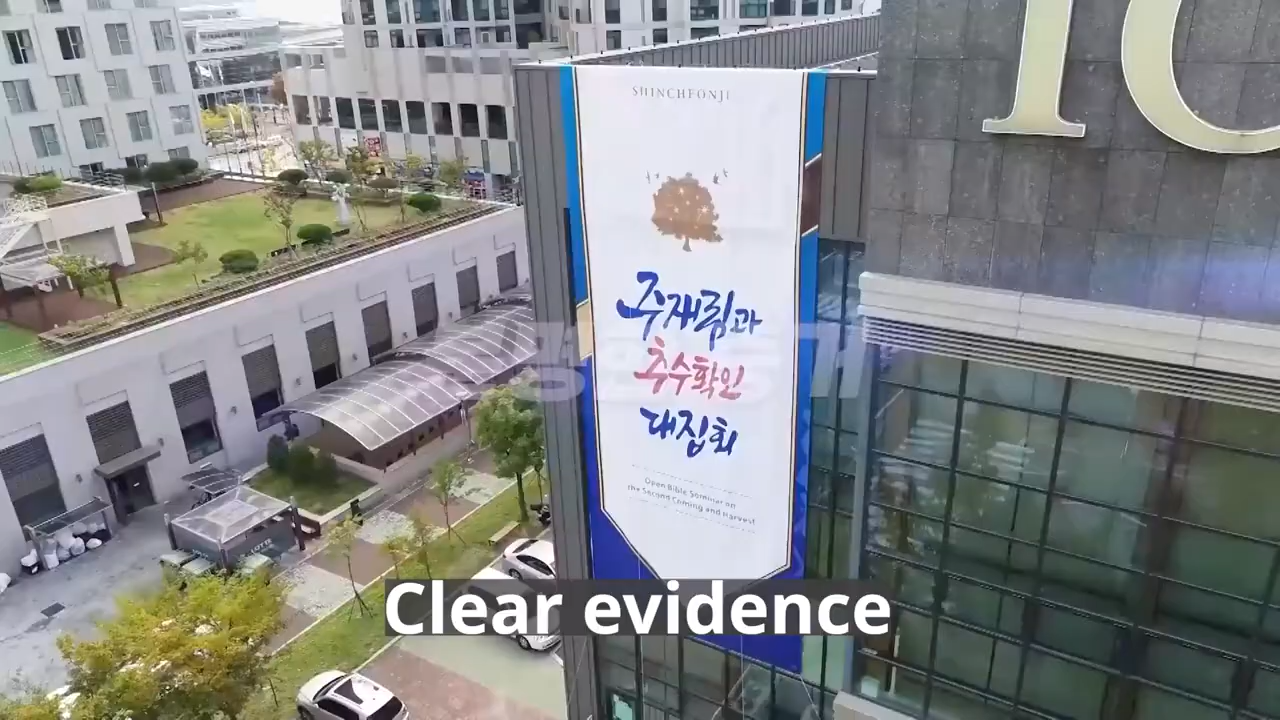 SHINCHEONJI
주재림과
추수확인
대집회
Open Bible Seminar on
the Second Coming and Harvest
Clear evidence
LOTTE